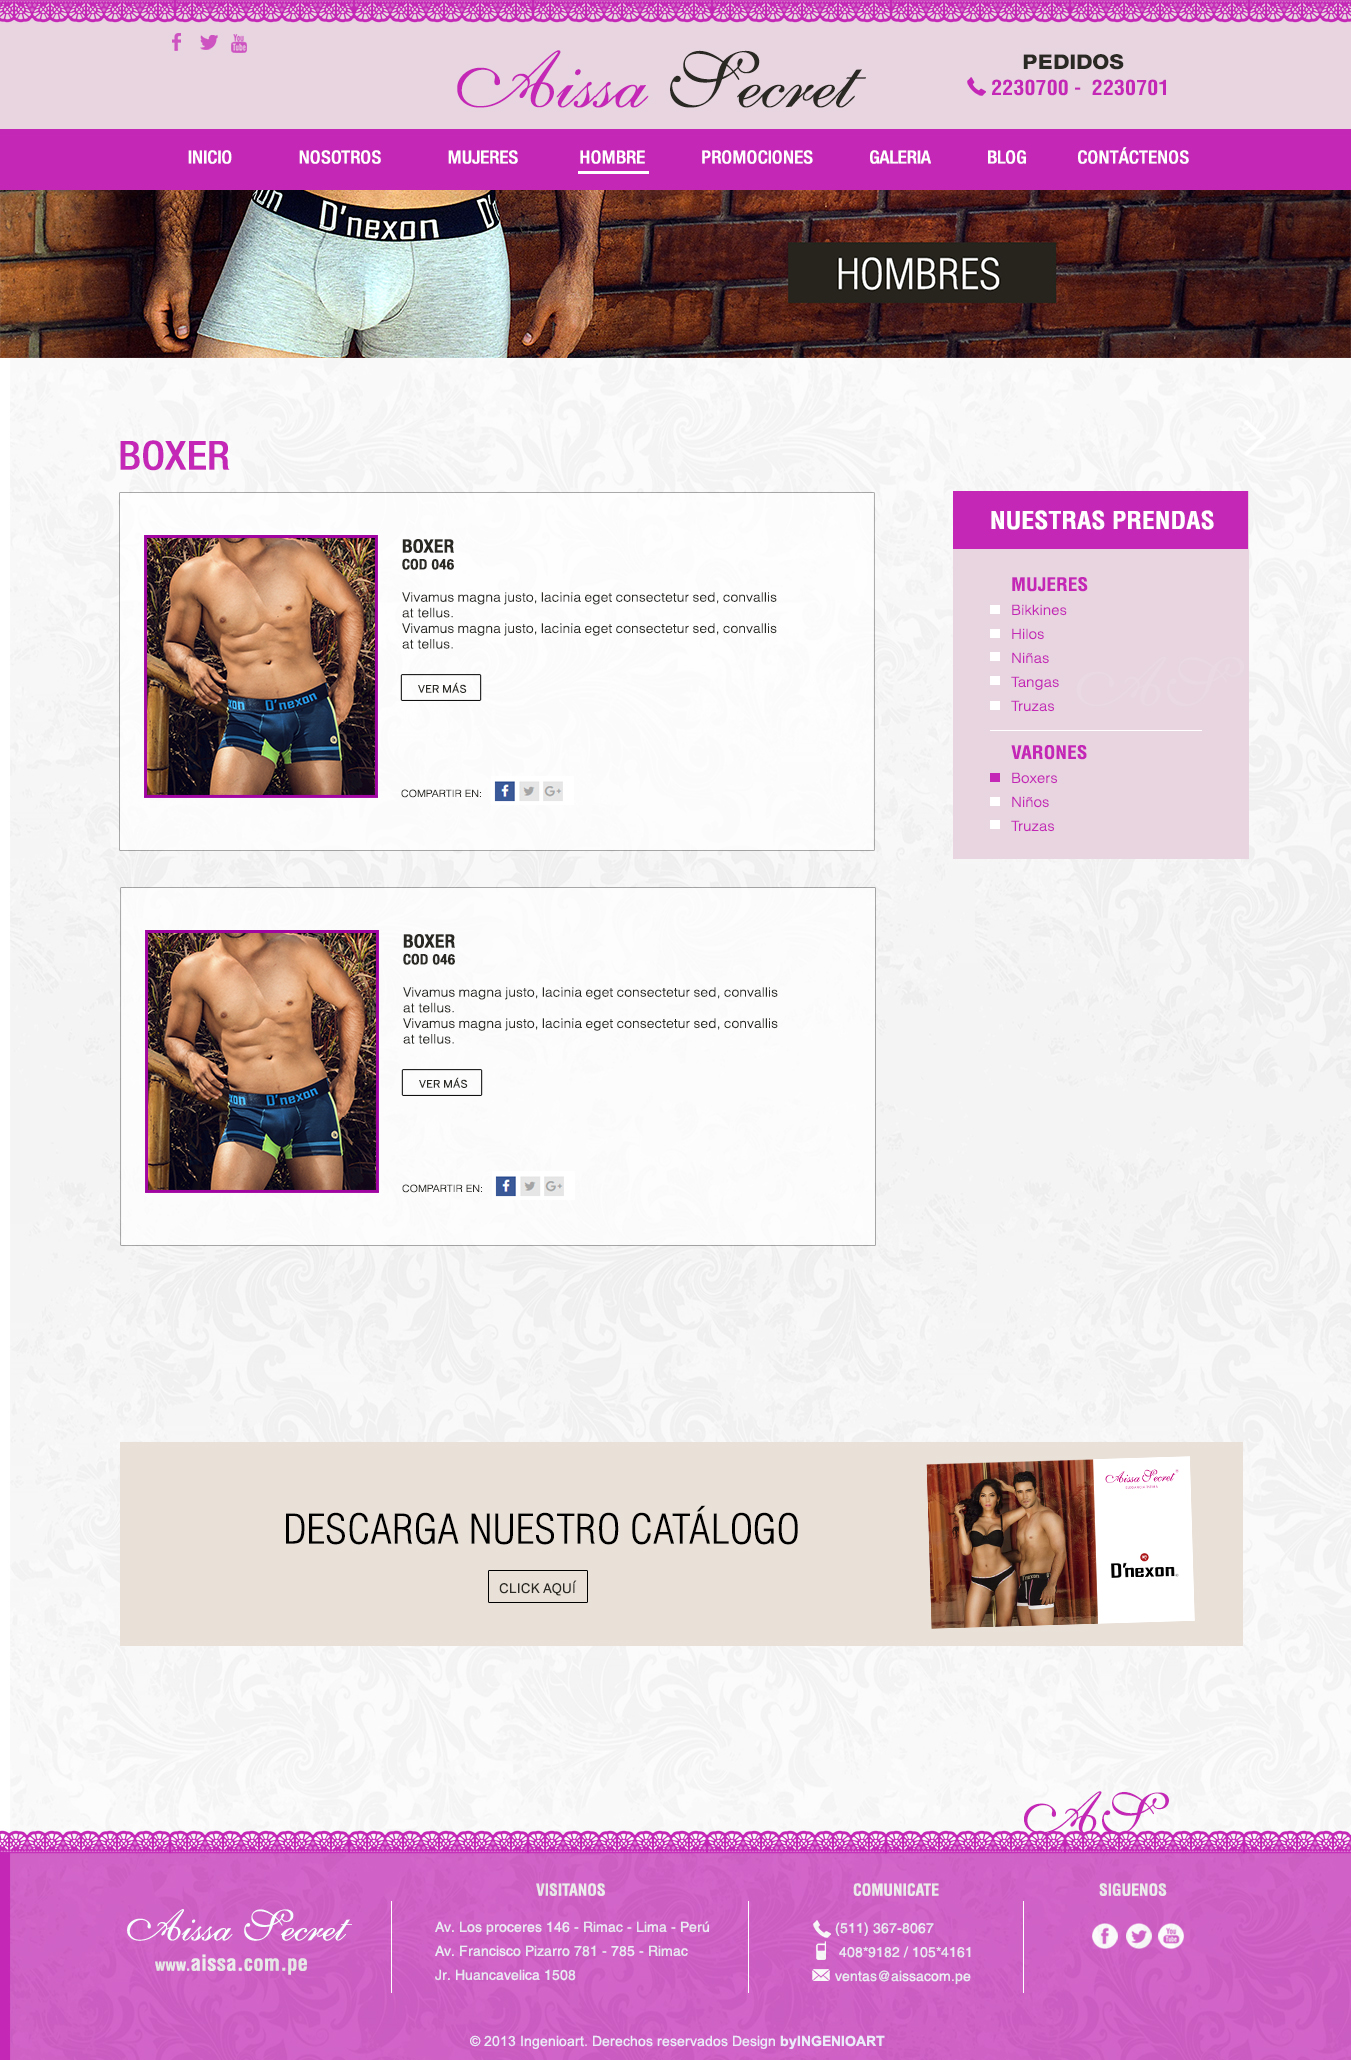 Aissa Secret
PEDIDOS
2230700 - 2230701
INICIO NOSOTROS MUJERES HOMBRE PROMOCIONES GALERIA BLOG CONTÁCTENOS
D'nexon
HOMBRES
BOXER
D'nexon
BOXER
COD 046
Vivamus magna justo, lacinia eget consectetur sed, convallis
at tellus.
Vivamus magna justo, lacinia eget consectetur sed, convallis
at tellus.
VER MÁS
COMPARTIR EN:
NUESTRAS PRENDAS
MUJERES
Bikkines
Hilos
Niñas
Tangas
Truzas
VARONES
Boxers
Niños
Truzas
D'nexon
BOXER
COD 046
Vivamus magna justo, lacinia eget consectetur sed, convallis
at tellus.
Vivamus magna justo, lacinia eget consectetur sed, convallis
at tellus.
VER MÁS
COMPARTIR EN:
DESCARGA NUESTRO CATÁLOGO
CLICK AQUÍ
Aissa Secret
D'nexon
AS
Aissa Secret
www.aissa.com.pe
VISITANOS
Av. Los proceres 146 - Rimac - Lima - Perú
Av. Francisco Pizarro 781 - 785 - Rimac
Jr. Huancavelica 1508
COMUNICATE
(511) 367-8067
408*9182 / 105*4161
ventas@aissacom.pe
SIGUENOS
© 2013 Ingenioart. Derechos reservados Design byINGENIOART